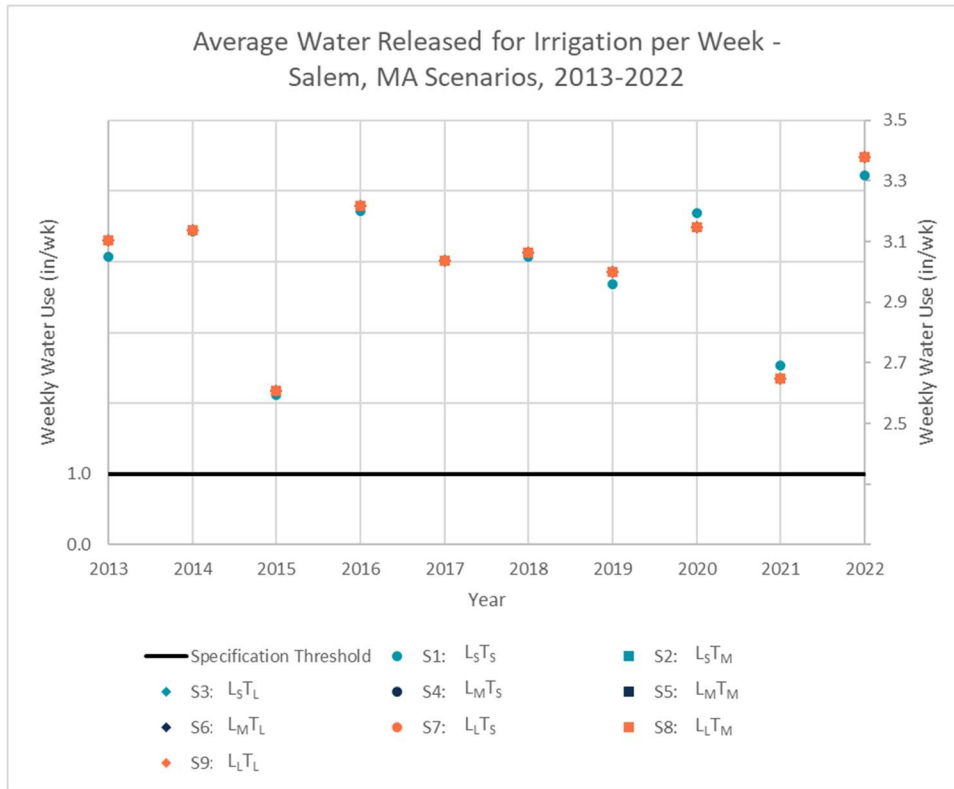 Average Water Released for Irrigation per Week -
Salem, MA Scenarios, 2013-2022
Weekly Water Use (in/wk)
1.0
0.0
3.5
3.3
3.1
2.9
2.7
2.5
Weekly Water Use (in/wk)
2013 2014 2015 2016 2017 2018 2019 2020 2021 2022
Year
Specification Threshold S1: LSTS S2: LSTM
S3: LSTL S4: LMTS S5: LMTM
S6: LMTL S7: LLTS S8: LLTM
S9: LLTL